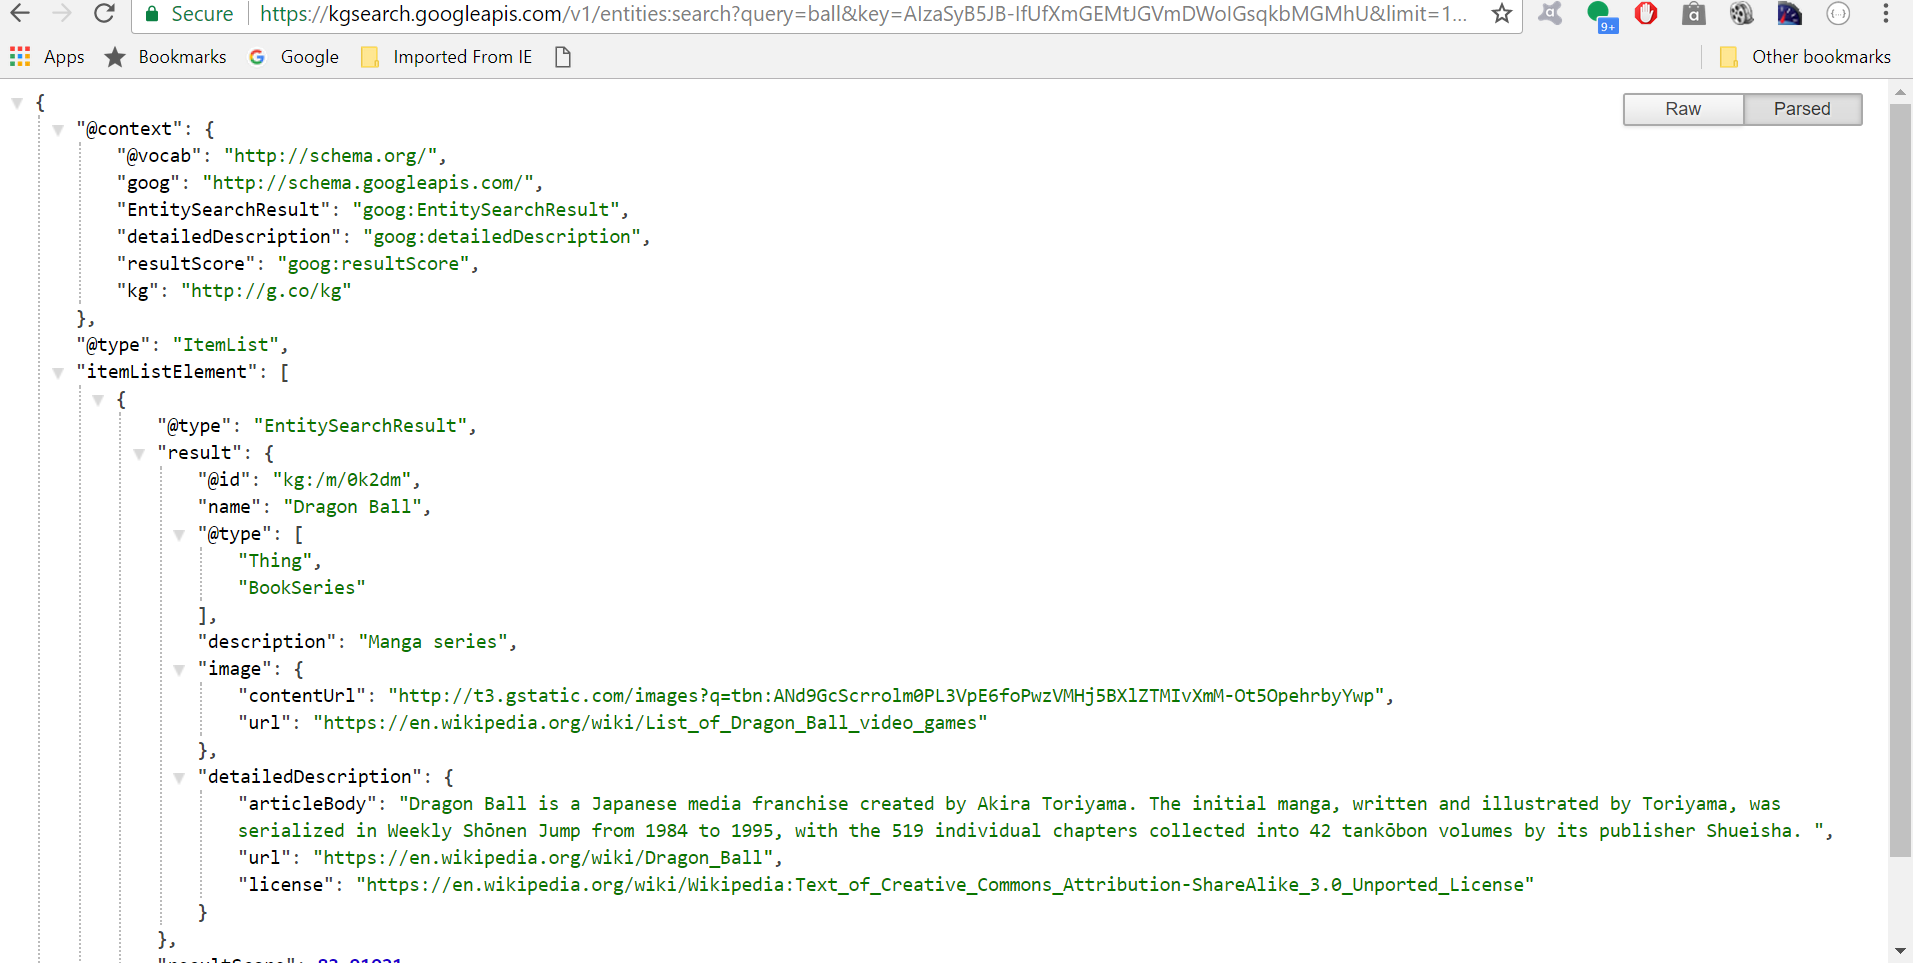 Secure https://kgsearch.googleapis.com/v1/entities:search?query=ball&key=AIzaSyB5JB-IfUfXmGEMtJGVmDWoIGsqkbMGMhU&limit=1...
9+
Apps Bookmarks Google Imported From IE Other bookmarks
Raw Parsed
{
"@context": {
"@vocab": "http://schema.org/",
"goog": "http://schema.googleapis.com/",
"EntitySearchResult": "goog:EntitySearchResult",
"detailedDescription": "goog:detailedDescription",
"resultScore": "goog:resultScore",
"kg": "http://g.co/kg"
},
"@type": "ItemList",
"itemListElement": [
{
"@type": "EntitySearchResult",
"result": {
"@id": "kg:/m/0k2dm",
"name": "Dragon Ball",
"@type": [
"Thing",
"BookSeries"
],
"description": "Manga series",
"image": {
"contentUrl": "http://t3.gstatic.com/images?q=tbn:ANd9GcScrrolm0PL3VpE6foPwzVMHj5BXlZTMIvXmM-Ot5OpehrbyYwp",
"url": "https://en.wikipedia.org/wiki/List_of_Dragon_Ball_video_games"
},
"detailedDescription": {
"articleBody": "Dragon Ball is a Japanese media franchise created by Akira Toriyama. The initial manga, written and illustrated by Toriyama, was
serialized in Weekly Shōnen Jump from 1984 to 1995, with the 519 individual chapters collected into 42 tankōbon volumes by its publisher Shueisha. ",
"url": "https://en.wikipedia.org/wiki/Dragon_Ball",
"license": "https://en.wikipedia.org/wiki/Wikipedia:Text_of_Creative_Commons_Attribution-ShareAlike_3.0_Unported_License"
}
},